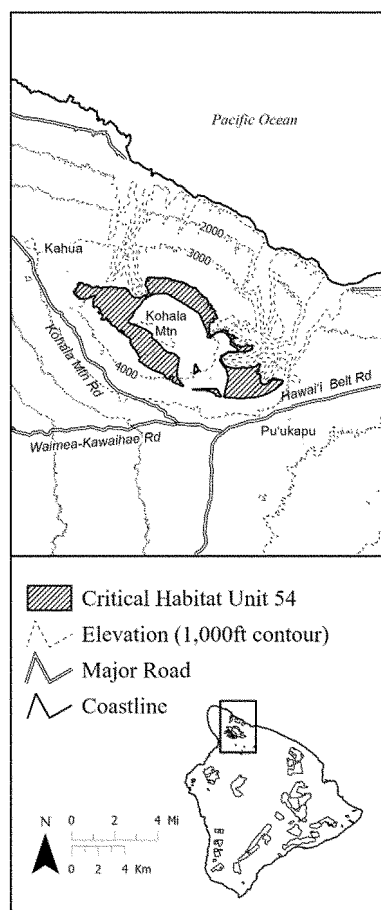 Pacific Ocean
2000
3000
Kahua
Kohala
Mtn
4000
Kohala Mtn Rd
Hawai'i Belt Rd
Pu'ukapu
Waimea-Kawaihae Rd
Critical Habitat Unit 54
Elevation (1,000ft contour)
Major Road
Coastline
N
0 2 4 Mi
0 2 4 Km